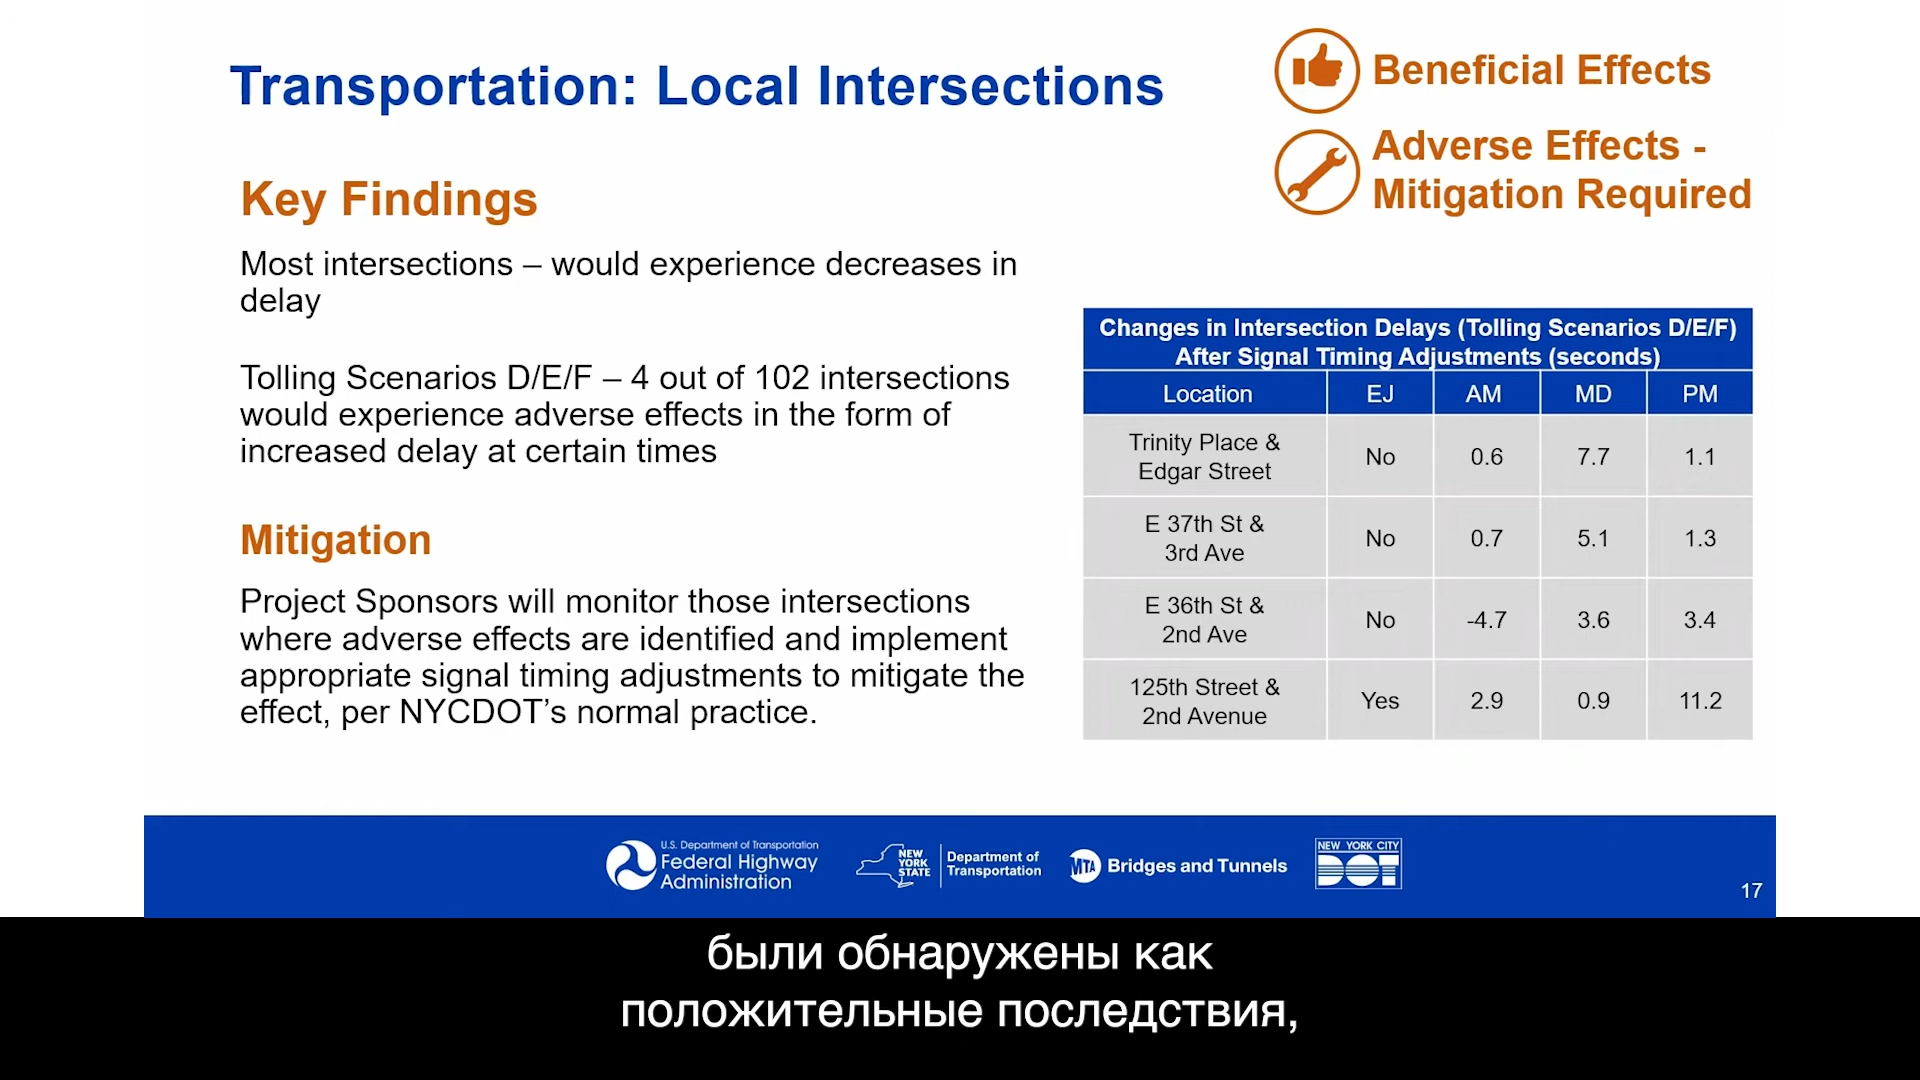 Transportation: Local Intersections
Beneficial Effects
Adverse Effects -
Mitigation Required
Key Findings
Most intersections – would experience decreases in
delay
Tolling Scenarios D/E/F – 4 out of 102 intersections
would experience adverse effects in the form of
increased delay at certain times
Mitigation
Project Sponsors will monitor those intersections
where adverse effects are identified and implement
appropriate signal timing adjustments to mitigate the
effect, per NYCDOT’s normal practice.
Changes in Intersection Delays (Tolling Scenarios D/E/F)
After Signal Timing Adjustments (seconds)
Location EJ AM MD PM
Trinity Place &
Edgar Street No 0.6 7.7 1.1
E 37th St &
3rd Ave No 0.7 5.1 1.3
E 36th St &
2nd Ave No -4.7 3.6 3.4
125th Street &
2nd Avenue Yes 2.9 0.9 11.2
U.S. Department of Transportation
Federal Highway
Administration
NEW
YORK
STATE
Department of
Transportation
MTA Bridges and Tunnels
NEW YORK CITY
DOT
17
были обнаружены как
положительные последствия,